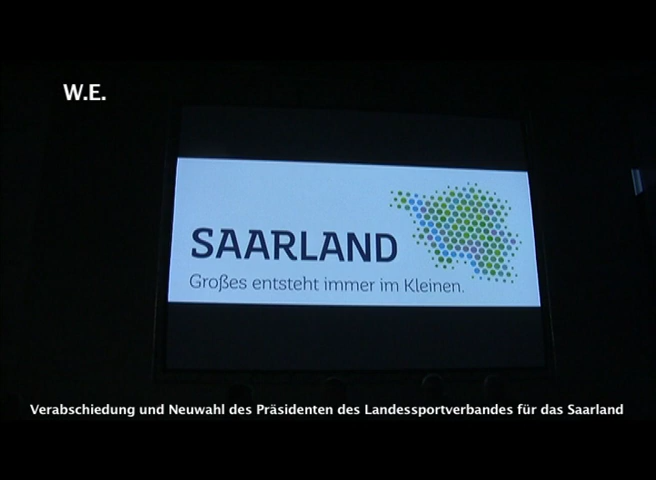 W.E.
SAARLAND
Großes entsteht immer im Kleinen.
Verabschiedung und Neuwahl des Präsidenten des Landessportverbandes für das Saarland